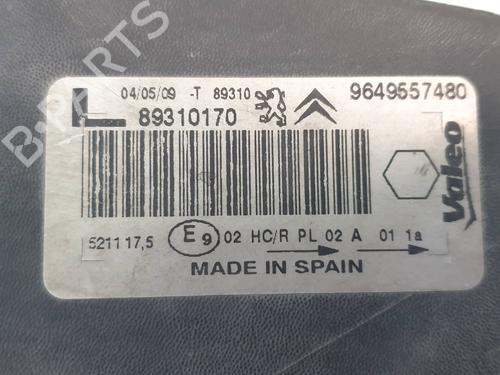 04/05/09 -T 89310
L 89310170
9649557480
Valeo
5211 17,5 E9 02 HC/R PL 02 A 01 1a
MADE IN SPAIN
B-PARTS